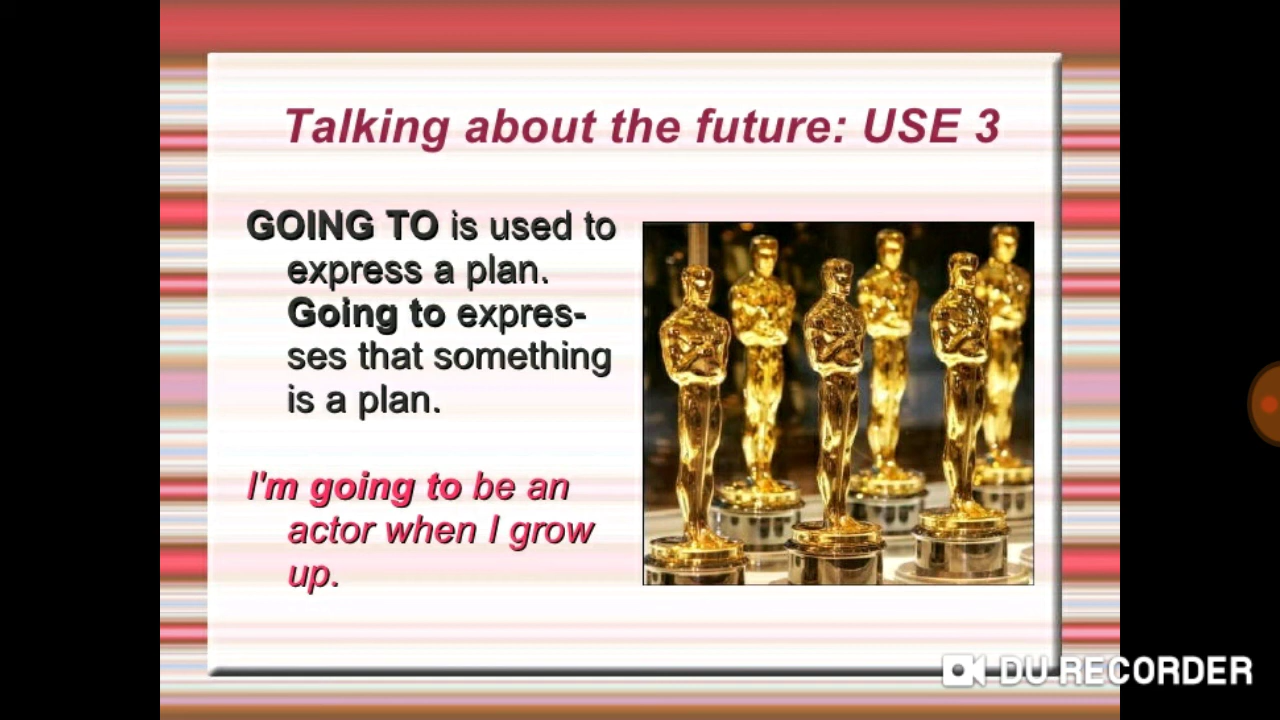 Talking about the future: USE 3
GOING TO is used to
express a plan.
Going to expres-
ses that something
is a plan.
I'm going to be an
actor when I grow
up.
DU RECORDER